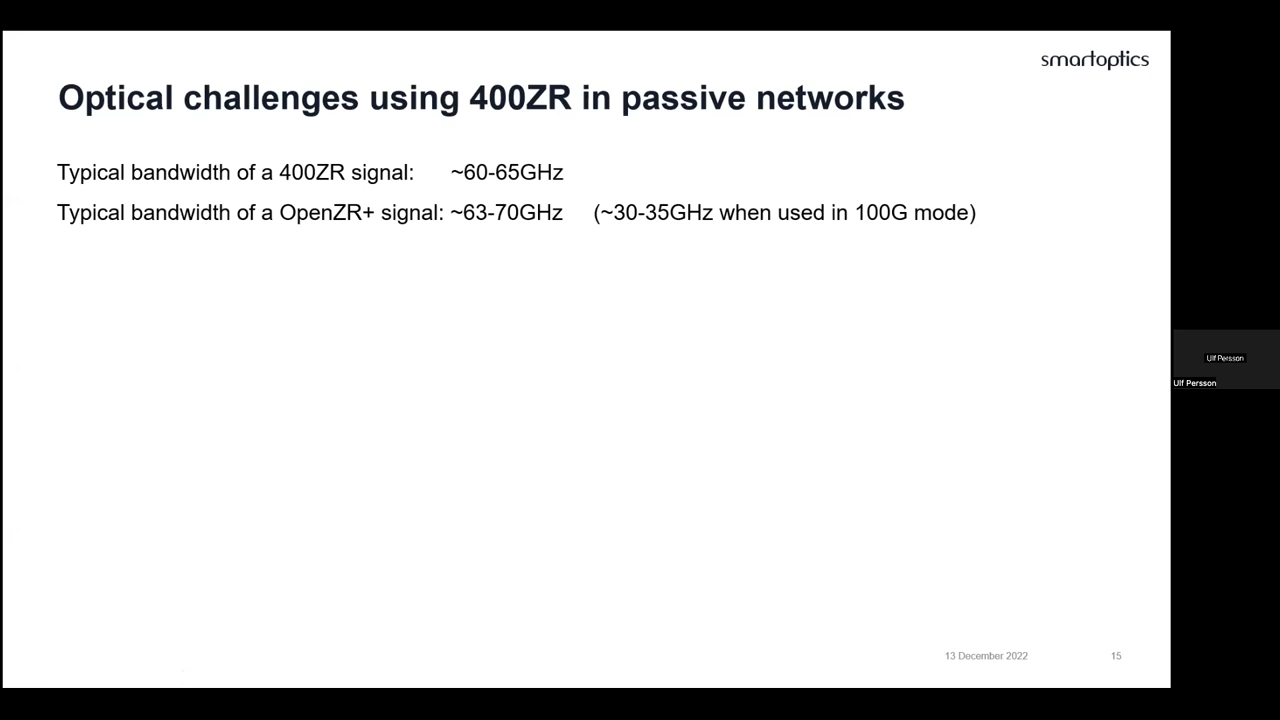 smartoptics
Optical challenges using 400ZR in passive networks
Typical bandwidth of a 400ZR signal: ~60-65GHz
Typical bandwidth of a OpenZR+ signal: ~63-70GHz (~30-35GHz when used in 100G mode)
Ulf Persson
Ulf Persson
13 December 2022 15